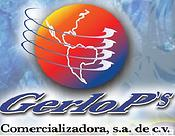 GerloP's
Comercializadora, s.a. de c.v.